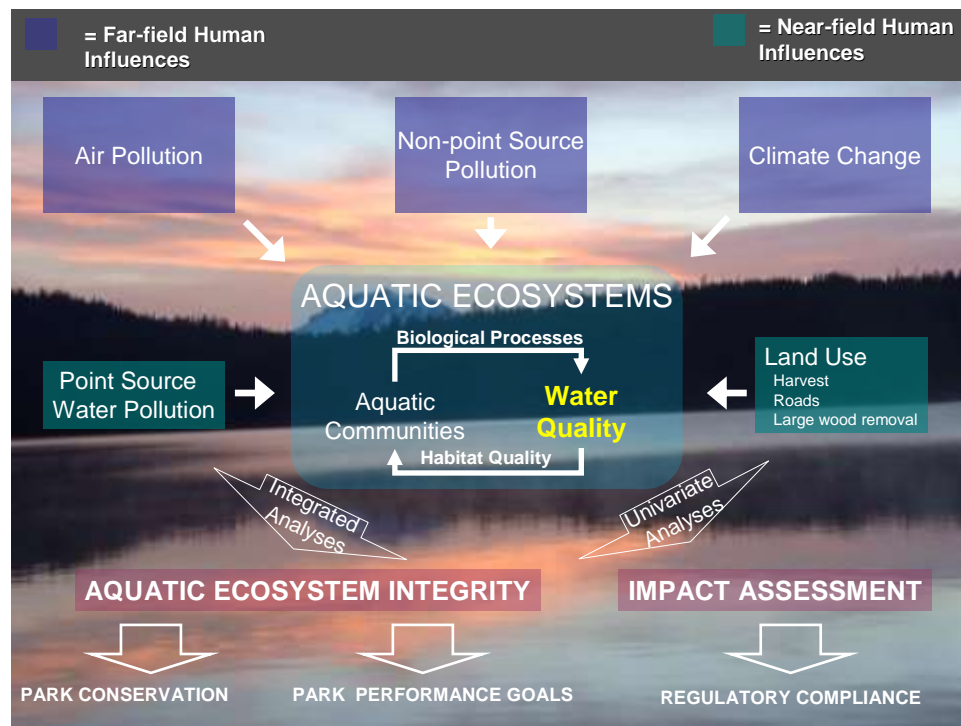 = Far-field Human
Influences
= Near-field Human
Influences
Air Pollution
Non-point Source
Pollution
Climate Change
AQUATIC ECOSYSTEMS
Biological Processes
Aquatic
Communities
Water
Quality
Habitat Quality
Point Source
Water Pollution
Land Use
Harvest
Roads
Large wood removal
Integrated
Analyses
Univariate
Analyses
AQUATIC ECOSYSTEM INTEGRITY
IMPACT ASSESSMENT
PARK CONSERVATION
PARK PERFORMANCE GOALS
REGULATORY COMPLIANCE